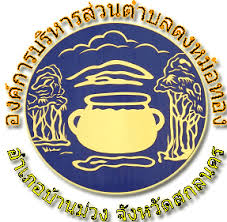 องค์การบริหารส่วนตำบลดงหม้อทอง
อำเภอบ้านม่วง จังหวัดสกลนคร